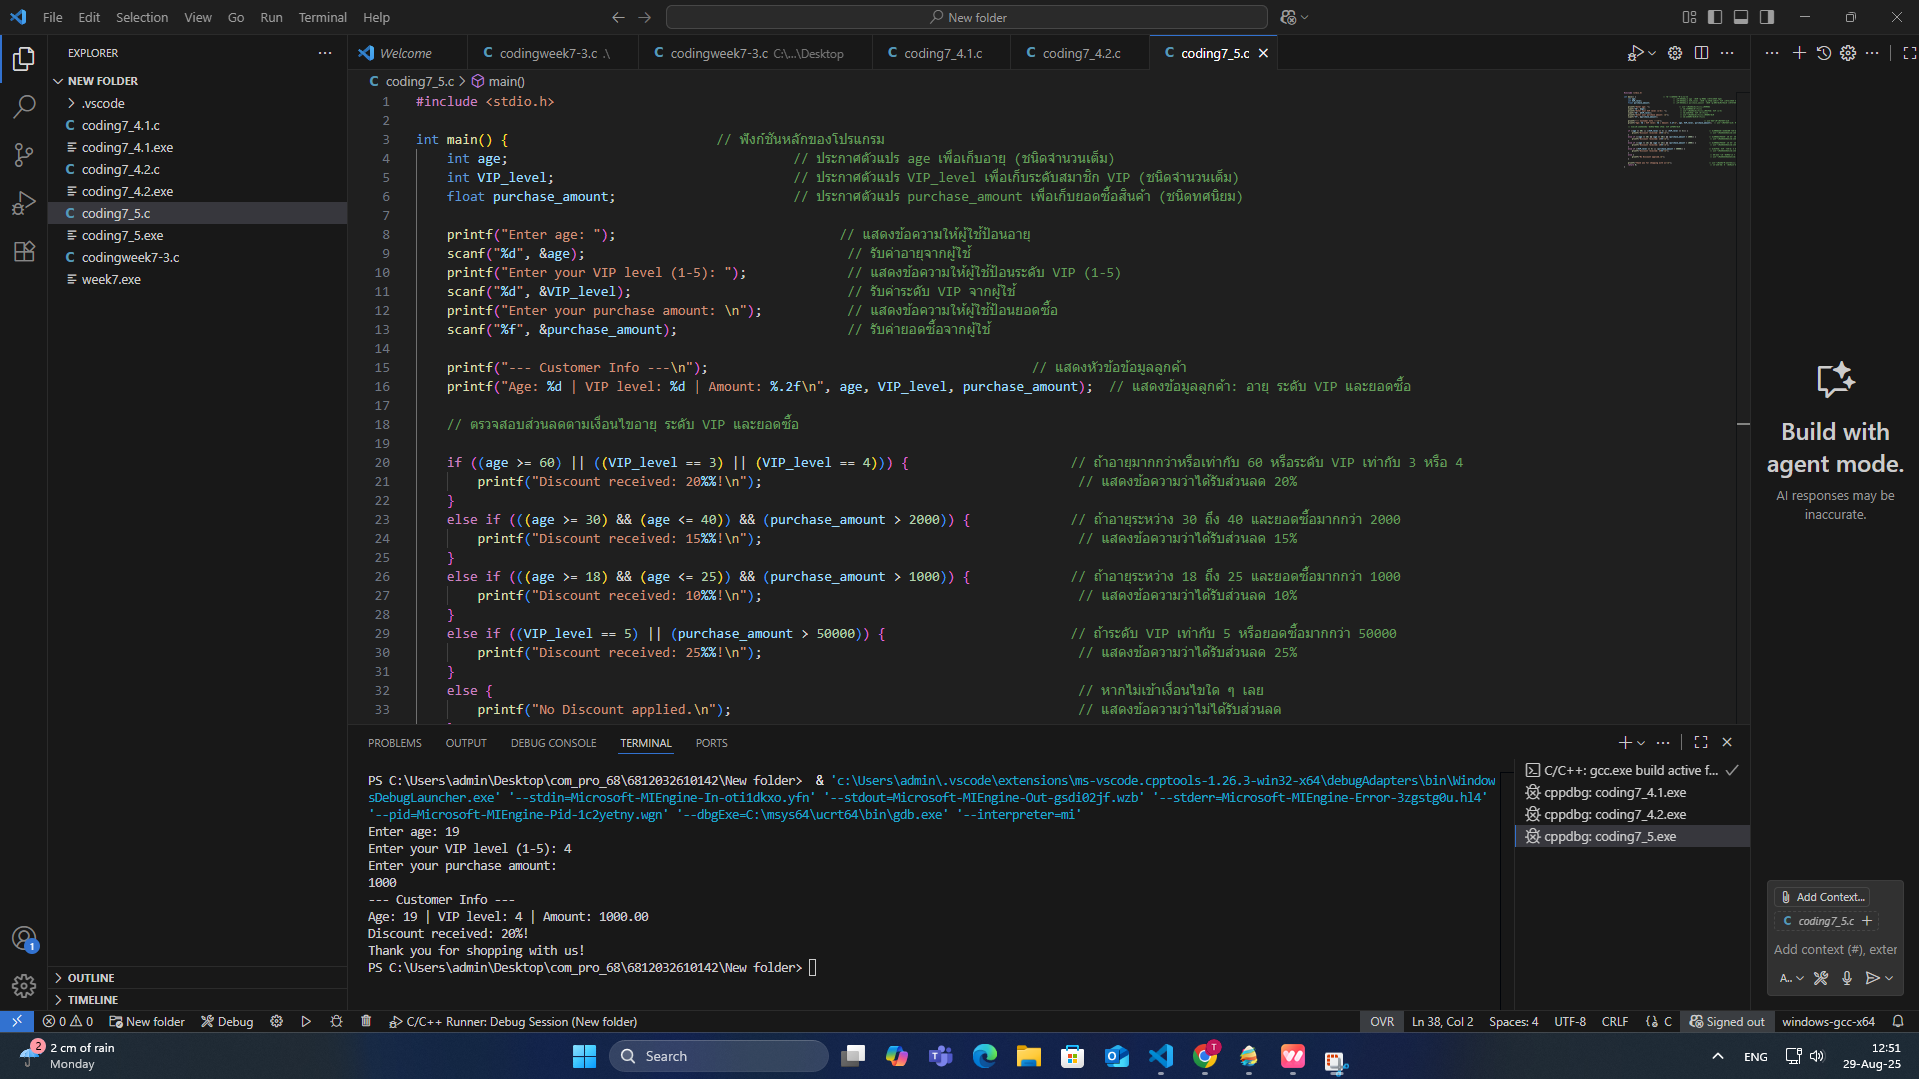 File Edit Selection View Go Run Terminal Help
New folder
EXPLORER
NEW FOLDER
.vscode
C coding7_4.1.c
coding7_4.1.exe
C coding7_4.2.c
coding7_4.2.exe
C coding7_5.c
coding7_5.exe
C codingweek7-3.c
week7.exe
OUTLINE
TIMELINE
Welcome
C codingweek7-3.c .\
C codingweek7-3.c C:\...\Desktop
C coding7_4.1.c
C coding7_4.2.c
C coding7_5.c
C coding7_5.c > main()
1 #include <stdio.h>
2
3 int main() { // ฟังก์ชันหลักของโปรแกรม
4 int age; // ประกาศตัวแปร age เพื่อเก็บอายุ (ชนิดจำนวนเต็ม)
5 int VIP_level; // ประกาศตัวแปร VIP_level เพื่อเก็บระดับสมาชิก VIP (ชนิดจำนวนเต็ม)
6 float purchase_amount; // ประกาศตัวแปร purchase_amount เพื่อเก็บยอดซื้อสินค้า (ชนิดทศนิยม)
7
8 printf("Enter age: "); // แสดงข้อความให้ผู้ใช้ป้อนอายุ
9 scanf("%d", &age); // รับค่าอายุจากผู้ใช้
10 printf("Enter your VIP level (1-5): "); // แสดงข้อความให้ผู้ใช้ป้อนระดับ VIP (1-5)
11 scanf("%d", &VIP_level); // รับค่าระดับ VIP จากผู้ใช้
12 printf("Enter your purchase amount: \n"); // แสดงข้อความให้ผู้ใช้ป้อนยอดซื้อ
13 scanf("%f", &purchase_amount); // รับค่ายอดซื้อจากผู้ใช้
14
15 printf("--- Customer Info ---\n"); // แสดงหัวข้อข้อมูลลูกค้า
16 printf("Age: %d | VIP level: %d | Amount: %.2f\n", age, VIP_level, purchase_amount); // แสดงข้อมูลลูกค้า: อายุ ระดับ VIP และยอดซื้อ
17
18 // ตรวจสอบส่วนลดตามเงื่อนไขอายุ ระดับ VIP และยอดซื้อ
19
20 if ((age >= 60) || ((VIP_level == 3) || (VIP_level == 4))) { // ถ้าอายุมากกว่าหรือเท่ากับ 60 หรือระดับ VIP เท่ากับ 3 หรือ 4
21 printf("Discount received: 20%%!\n"); // แสดงข้อความว่าได้รับส่วนลด 20%
22 }
23 else if (((age >= 30) && (age <= 40)) && (purchase_amount > 2000)) { // ถ้าอายุระหว่าง 30 ถึง 40 และยอดซื้อมากกว่า 2000
24 printf("Discount received: 15%%!\n"); // แสดงข้อความว่าได้รับส่วนลด 15%
25 }
26 else if (((age >= 18) && (age <= 25)) && (purchase_amount > 1000)) { // ถ้าอายุระหว่าง 18 ถึง 25 และยอดซื้อมากกว่า 1000
27 printf("Discount received: 10%%!\n"); // แสดงข้อความว่าได้รับส่วนลด 10%
28 }
29 else if ((VIP_level == 5) || (purchase_amount > 50000)) { // ถ้าระดับ VIP เท่ากับ 5 หรือยอดซื้อมากกว่า 50000
30 printf("Discount received: 25%%!\n"); // แสดงข้อความว่าได้รับส่วนลด 25%
31 }
32 else { // หากไม่เข้าเงื่อนไขใด ๆ เลย
33 printf("No Discount applied.\n"); // แสดงข้อความว่าไม่ได้รับส่วนลด
PROBLEMS OUTPUT DEBUG CONSOLE TERMINAL PORTS
PS C:\Users\admin\Desktop\com_pro_68\6812032610142\New folder> & 'c:\Users\admin\.vscode\extensions\ms-vscode.cpptools-1.26.3-win32-x64\debugAdapters\bin\Window
sDebugLauncher.exe' '--stdin=Microsoft-MIEngine-In-oti1dkxo.yfn' '--stdout=Microsoft-MIEngine-Out-gsdi02jf.wzb' '--stderr=Microsoft-MIEngine-Error-3zgstg0u.hl4'
'--pid=Microsoft-MIEngine-Pid-1c2yetny.wgn' '--dbgExe=C:\msys64\ucrt64\bin\gdb.exe' '--interpreter=mi'
Enter age: 19
Enter your VIP level (1-5): 4
Enter your purchase amount:
1000
--- Customer Info ---
Age: 19 | VIP level: 4 | Amount: 1000.00
Discount received: 20%!
Thank you for shopping with us!
PS C:\Users\admin\Desktop\com_pro_68\6812032610142\New folder>
C/C++: gcc.exe build active f...
cppdbg: coding7_4.1.exe
cppdbg: coding7_4.2.exe
cppdbg: coding7_5.exe
Build with
agent mode.
AI responses may be
inaccurate.
Add Context...
C coding7_5.c +
Add context (#), exter
A..
1
0 0 New folder Debug C/C++ Runner: Debug Session (New folder)
OVR Ln 38, Col 2 Spaces: 4 UTF-8 CRLF {} C Signed out windows-gcc-x64
2
2 cm of rain
Monday
Search
T
ENG
12:51
29-Aug-25